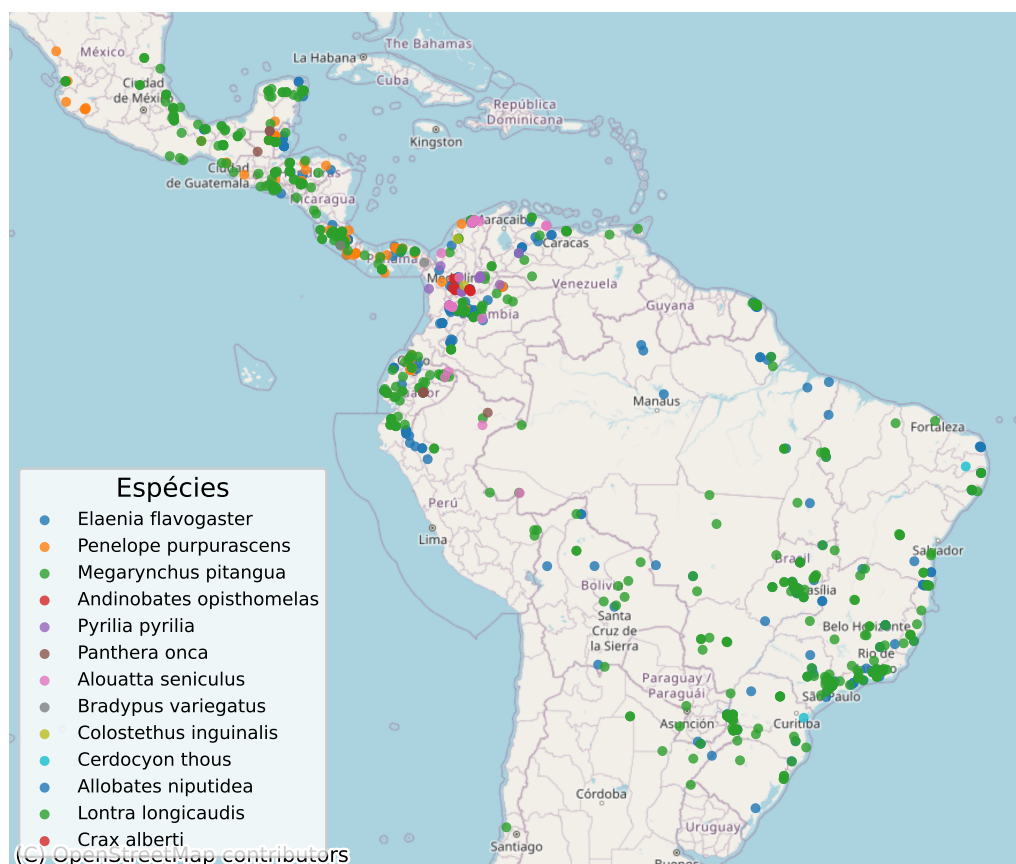 The Bahamas
México
La Habana
Cuba
Ciudad
de México
República
Dominicana
Kingston
Ciudad
de Guatemala
Nicaragua
Maracaibo
Caracas
Panamá
Venezuela
Guyana
Manaus
Fortaleza
Perú
Lima
Salvador
Brasil
Bolivia
Santa
Cruz de
la Sierra
Belo Horizonte
Rio de
Paraguay /
Paraguái
São Paulo
Asunción
Curitiba
Córdoba
Uruguay
Santiago
Espécies
Elaenia flavogaster
Penelope purpurascens
Megarynchus pitangua
Andinobates opisthomelas
Pyrilia pyrilia
Panthera onca
Alouatta seniculus
Bradypus variegatus
Colostethus inguinalis
Cerdocyon thous
Allobates niputidea
Lontra longicaudis
Crax alberti
(C) OpenStreetMap contributors